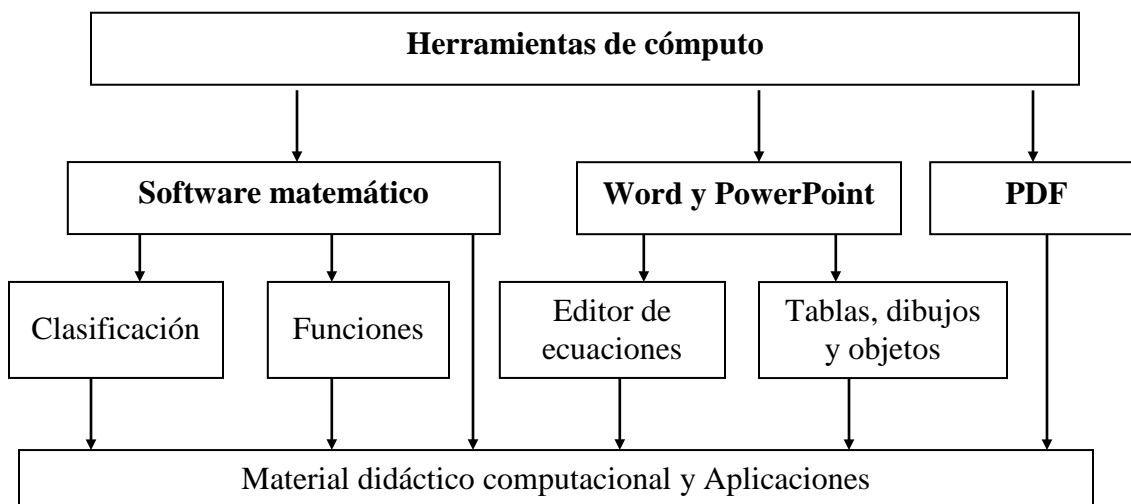 Herramientas de cómputo
Software matemático
Word y PowerPoint
PDF
Clasificación
Funciones
Editor de
ecuaciones
Tablas, dibujos
y objetos
Material didáctico computacional y Aplicaciones